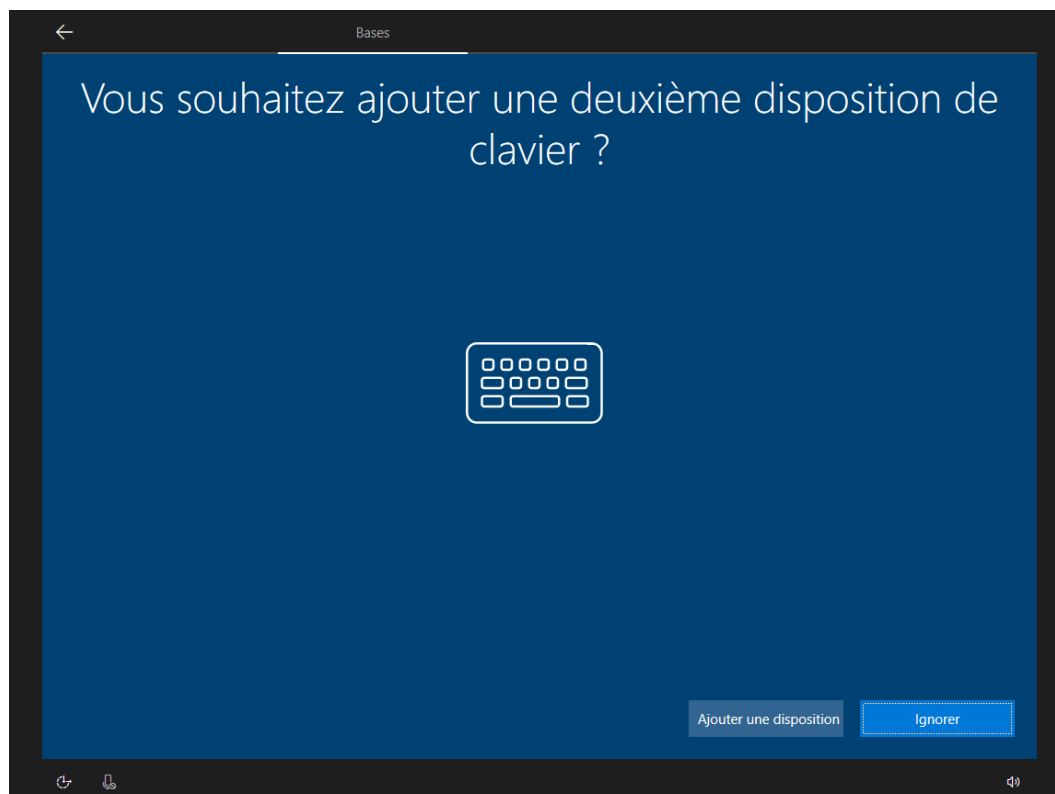 Bases
Vous souhaitez ajouter une deuxième disposition de
clavier ?
Ajouter une disposition
Ignorer